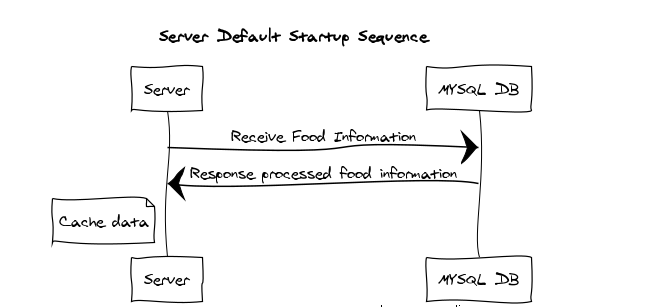 Server Default Startup Sequence
Server
MYSQL DB
Receive Food Information
Response processed food information
Cache data
Server
MYSQL DB